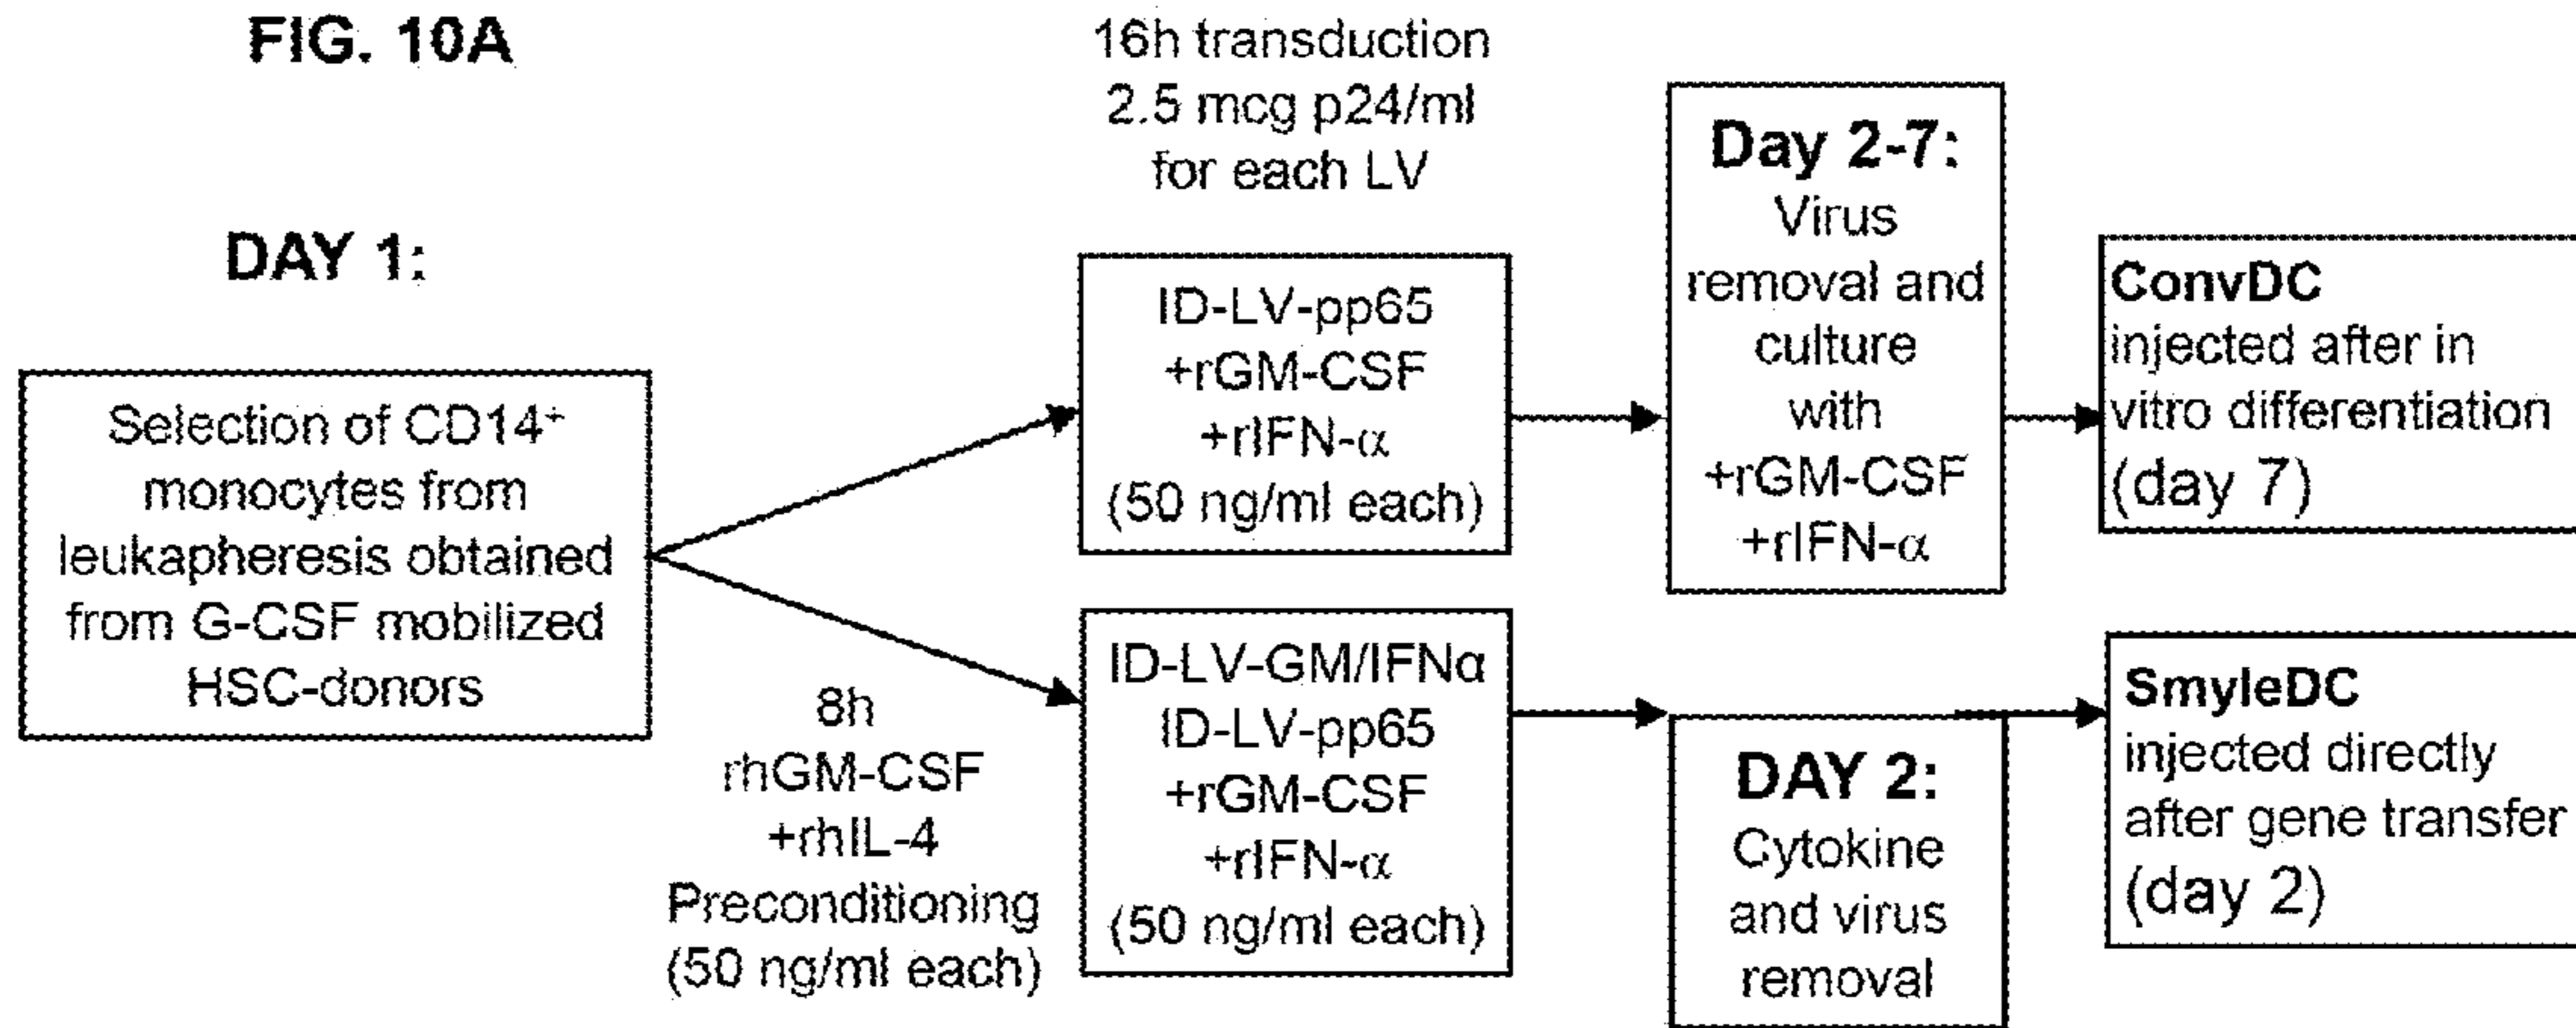 FIG. 10A
DAY 1:
Selection of CD14⁺
monocytes from
leukapheresis obtained
from G-CSF mobilized
HSC-donors
8h
rhGM-CSF
+rhIL-4
Preconditioning
(50 ng/ml each)
16h transduction
2.5 mcg p24/ml
for each LV
ID-LV-pp65
+rGM-CSF
+rIFN-α
(50 ng/ml each)
Day 2-7:
Virus
removal and
culture
with
+rGM-CSF
+rIFN-α
ConvDC
injected after in
vitro differentiation
(day 7)
ID-LV-GM/IFNα
ID-LV-pp65
+rGM-CSF
+rIFN-α
(50 ng/ml each)
DAY 2:
Cytokine
and virus
removal
SmyleDC
injected directly
after gene transfer
(day 2)